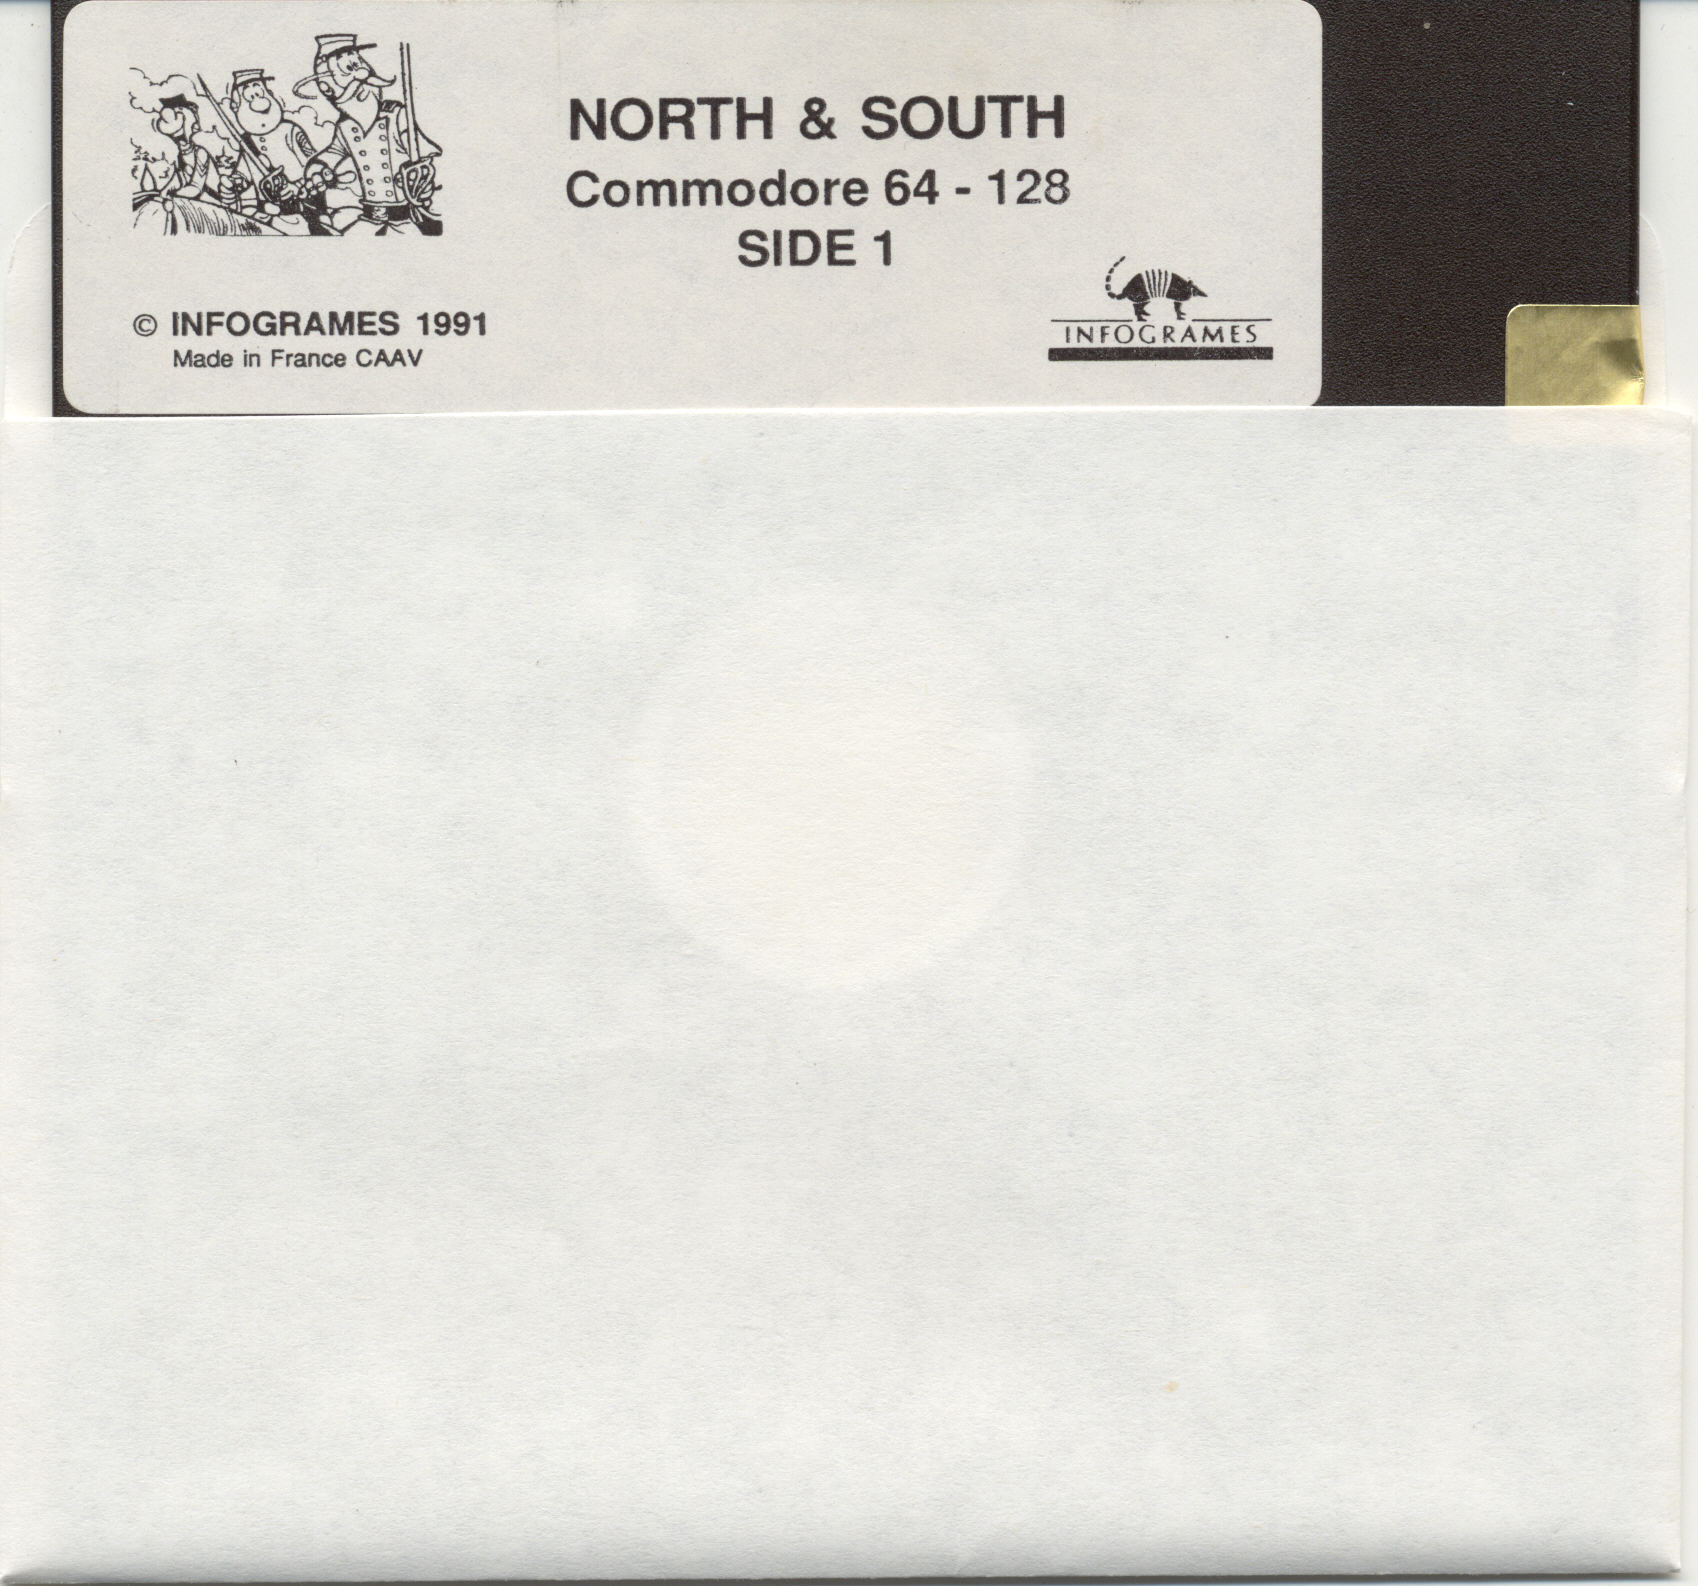 NORTH & SOUTH
Commodore 64 - 128
SIDE 1
© INFOGRAMES 1991
Made in France CAAV
INFOGRAMES